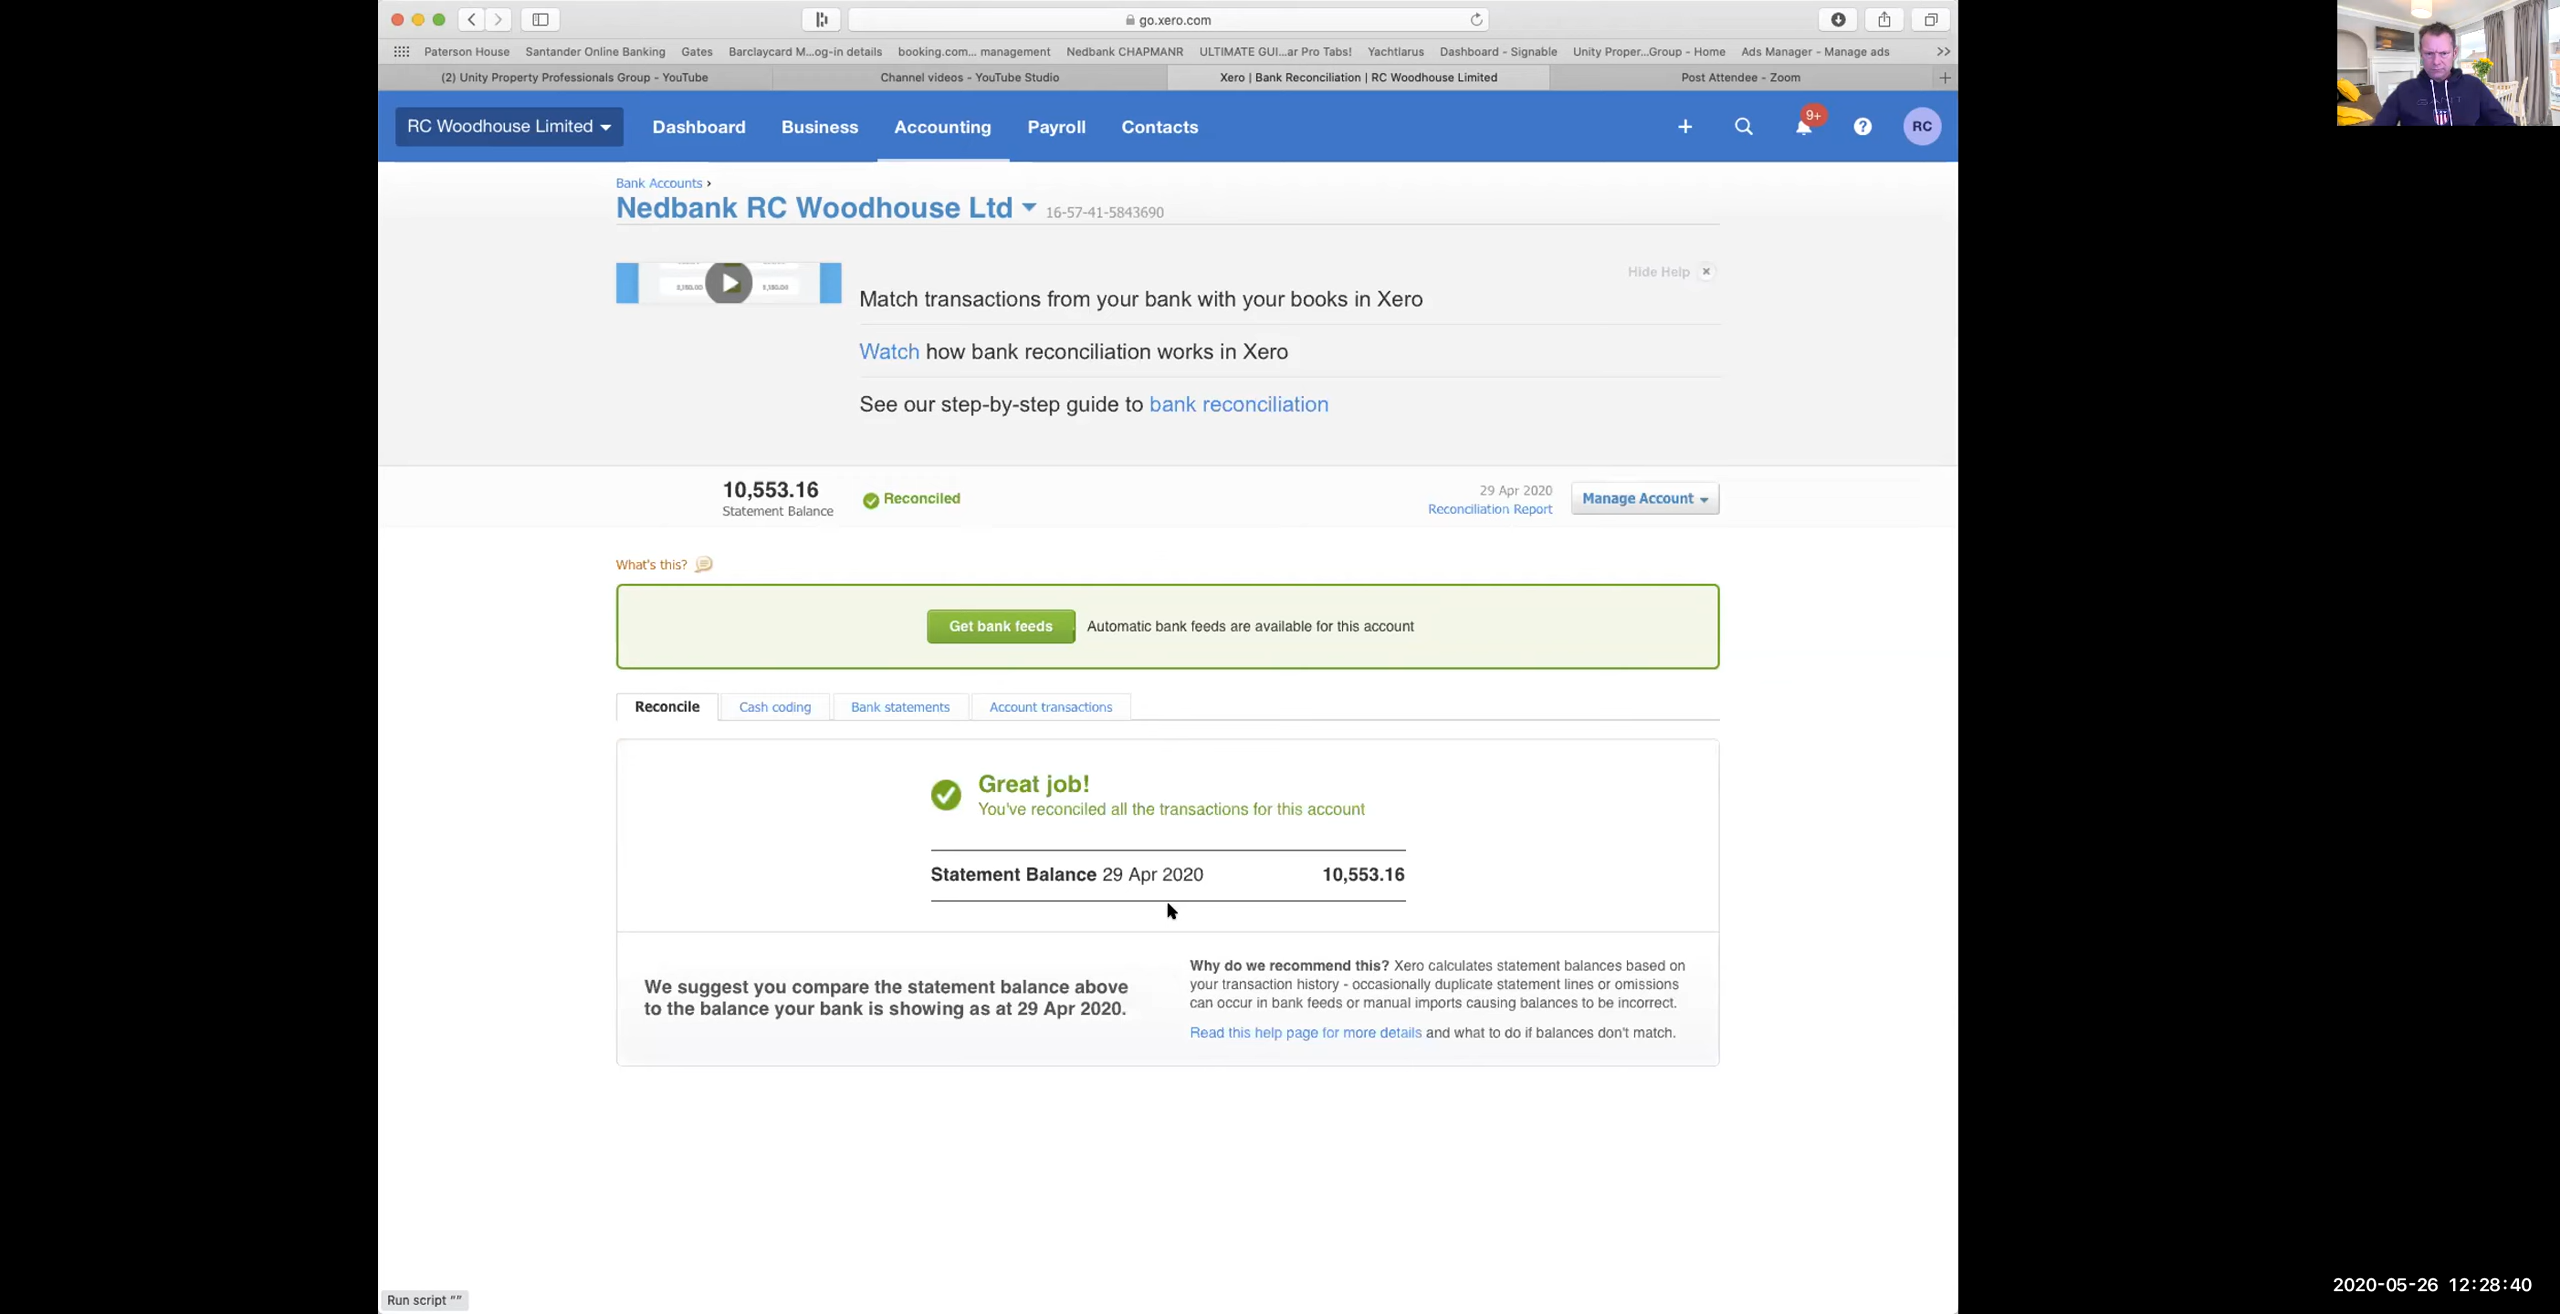 go.xero.com
Paterson House Santander Online Banking Gates Barclaycard M...og-in details booking.com... management Nedbank CHAPMANR ULTIMATE GUI...ar Pro Tabs! Yachtlarus Dashboard - Signable Unity Proper...Group - Home Ads Manager - Manage ads >>
(2) Unity Property Professionals Group - YouTube Channel videos - YouTube Studio Xero | Bank Reconciliation | RC Woodhouse Limited Post Attendee - Zoom +
RC Woodhouse Limited Dashboard Business Accounting Payroll Contacts + 9+ ? RC
Bank Accounts ›
Nedbank RC Woodhouse Ltd 16-57-41-5843690
Hide Help ×
Match transactions from your bank with your books in Xero
Watch how bank reconciliation works in Xero
See our step-by-step guide to bank reconciliation
10,553.16 Reconciled 29 Apr 2020 Manage Account
Statement Balance Reconciliation Report
What's this?
Get bank feeds Automatic bank feeds are available for this account
Reconcile Cash coding Bank statements Account transactions
Great job!
You've reconciled all the transactions for this account
Statement Balance 29 Apr 2020 10,553.16
We suggest you compare the statement balance above
to the balance your bank is showing as at 29 Apr 2020.
Why do we recommend this? Xero calculates statement balances based on
your transaction history - occasionally duplicate statement lines or omissions
can occur in bank feeds or manual imports causing balances to be incorrect.
Read this help page for more details and what to do if balances don't match.
Run script ""
2020-05-26 12:28:40